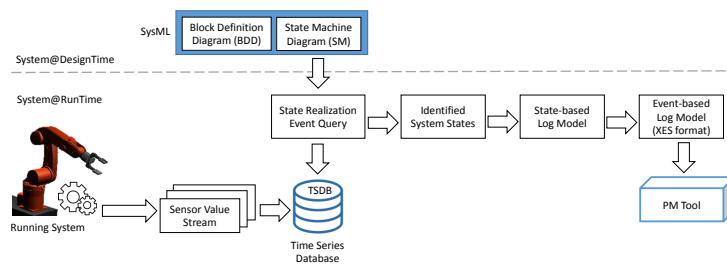 SysML
Block Definition
Diagram (BDD)
State Machine
Diagram (SM)
System@DesignTime
System@RunTime
State Realization
Event Query
Identified
System States
State-based
Log Model
Event-based
Log Model
(XES format)
TSDB
Sensor Value
Stream
PM Tool
Running System
Time Series
Database